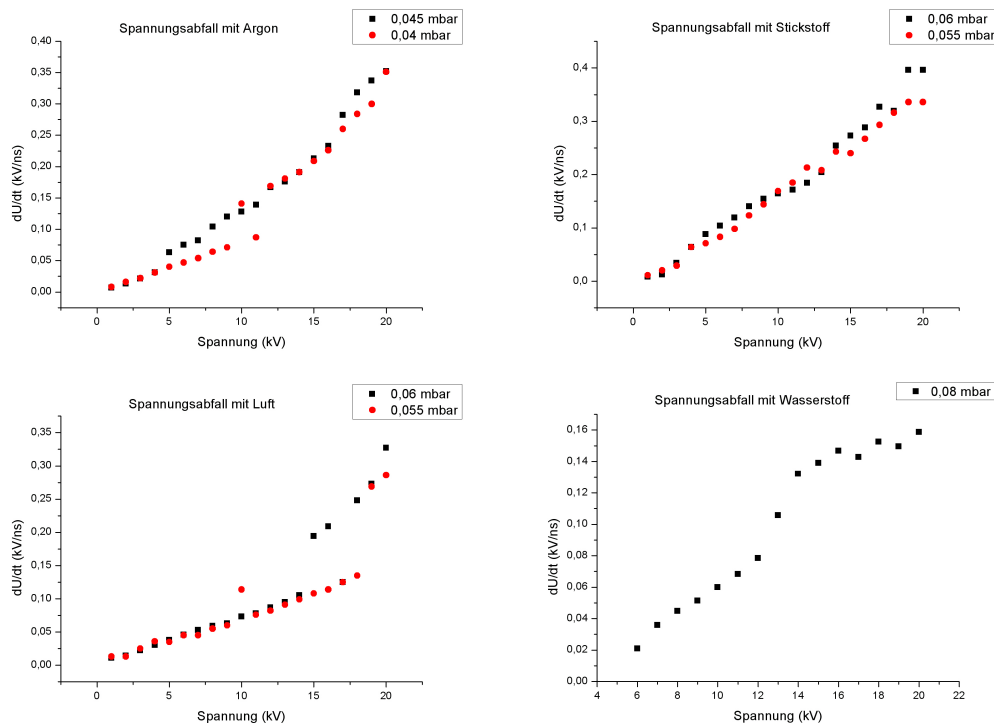 Spannungsabfall mit Argon
0,045 mbar
0,04 mbar
0,40
0,35
0,30
0,25
0,20
0,15
0,10
0,05
0,00
dU/dt (kV/ns)
0 5 10 15 20
Spannung (kV)
Spannungsabfall mit Stickstoff
0,06 mbar
0,055 mbar
0,4
0,3
0,2
0,1
0,0
dU/dt (kV/ns)
0 5 10 15 20
Spannung (kV)
Spannungsabfall mit Luft
0,06 mbar
0,055 mbar
0,35
0,30
0,25
0,20
0,15
0,10
0,05
0,00
dU/dt (kV/ns)
0 5 10 15 20
Spannung (kV)
Spannungsabfall mit Wasserstoff
0,08 mbar
0,16
0,14
0,12
0,10
0,08
0,06
0,04
0,02
0,00
dU/dt (kV/ns)
4 6 8 10 12 14 16 18 20 22
Spannung (kV)